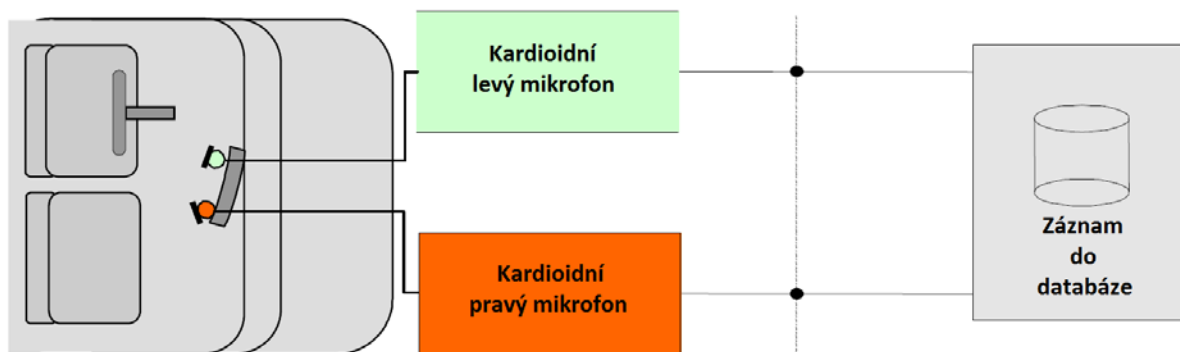 Kardioidní
levý mikrofon
Kardioidní
pravý mikrofon
Záznam
do
databáze